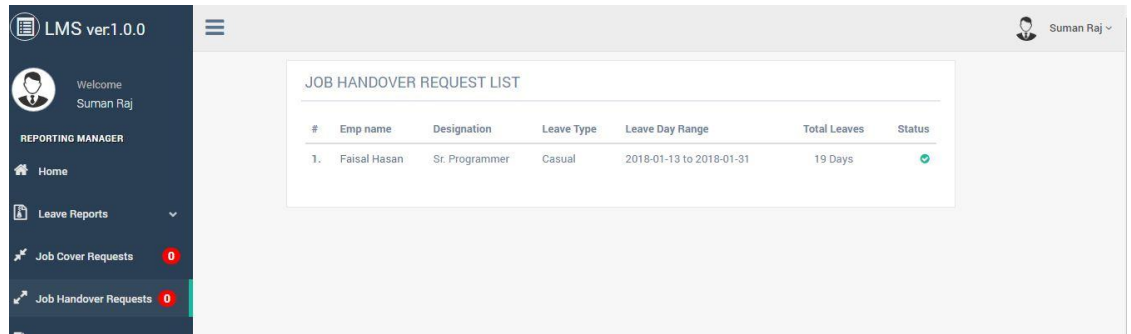 LMS ver.1.0.0
Suman Raj
Welcome
Suman Raj
REPORTING MANAGER
Home
Leave Reports
Job Cover Requests 0
Job Handover Requests 0
JOB HANDOVER REQUEST LIST
# Emp name Designation Leave Type Leave Day Range Total Leaves Status
1. Faisal Hasan Sr. Programmer Casual 2018-01-13 to 2018-01-31 19 Days